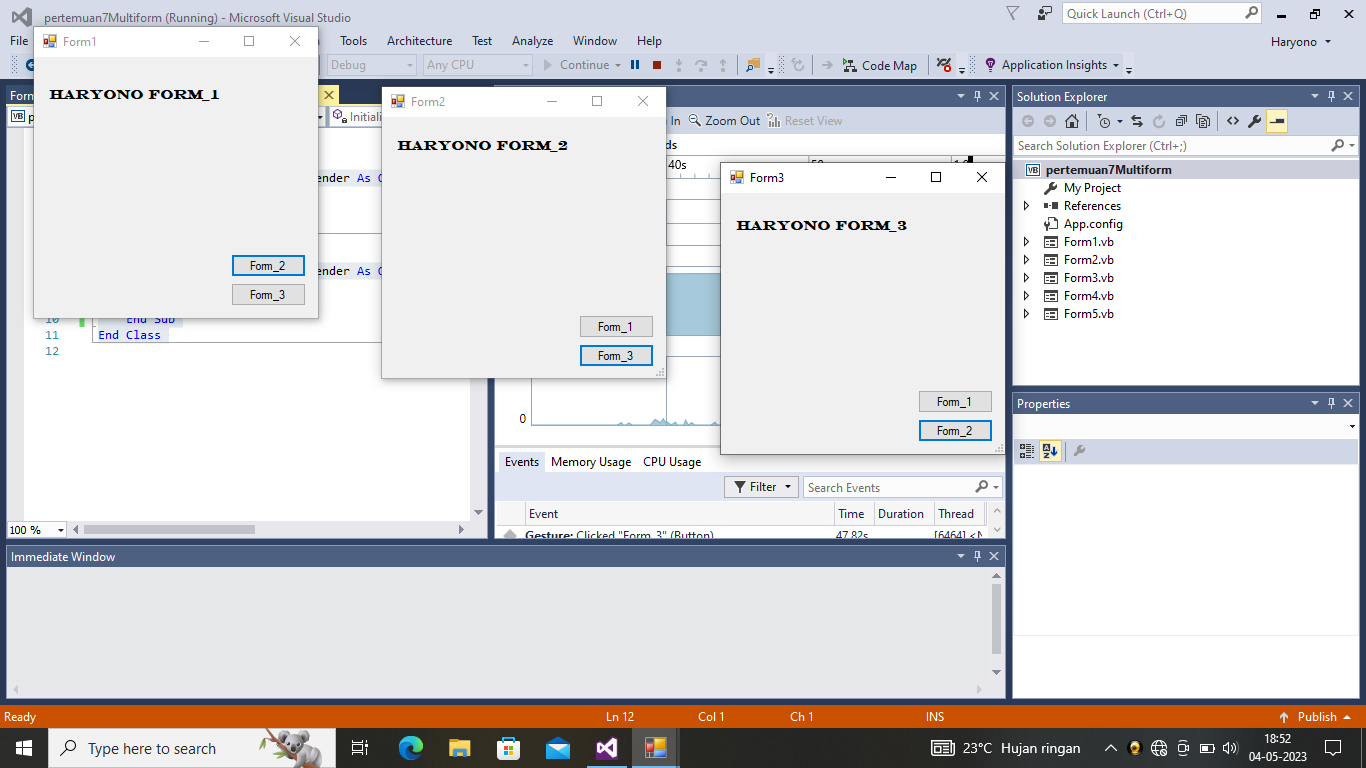 pertemuan7Multiform (Running) - Microsoft Visual Studio
Quick Launch (Ctrl+Q)
File
Tools
Architecture
Test
Analyze
Window
Help
Haryono
Debug
Any CPU
Continue
Code Map
Application Insights
Form1
HARYONO FORM_1
Form_2
Form_3
Form2
HARYONO FORM_2
Form_1
Form_3
Form3
HARYONO FORM_3
Form_1
Form_2
Form
Initiali
ender As O
ender As O
10 End Sub
11 End Class
12
100 %
In
Zoom Out
Reset View
ds
40s
0
Events
Memory Usage
CPU Usage
Filter
Search Events
Event
Time
Duration
Thread
Gesture: Clicked "Form_3" (Button)
47.82s
[6464] <N
Solution Explorer
Search Solution Explorer (Ctrl+;)
VB pertemuan7Multiform
My Project
References
App.config
Form1.vb
Form2.vb
Form3.vb
Form4.vb
Form5.vb
Properties
Immediate Window
Ready
Ln 12
Col 1
Ch 1
INS
Publish
Type here to search
23°C Hujan ringan
18:52
04-05-2023